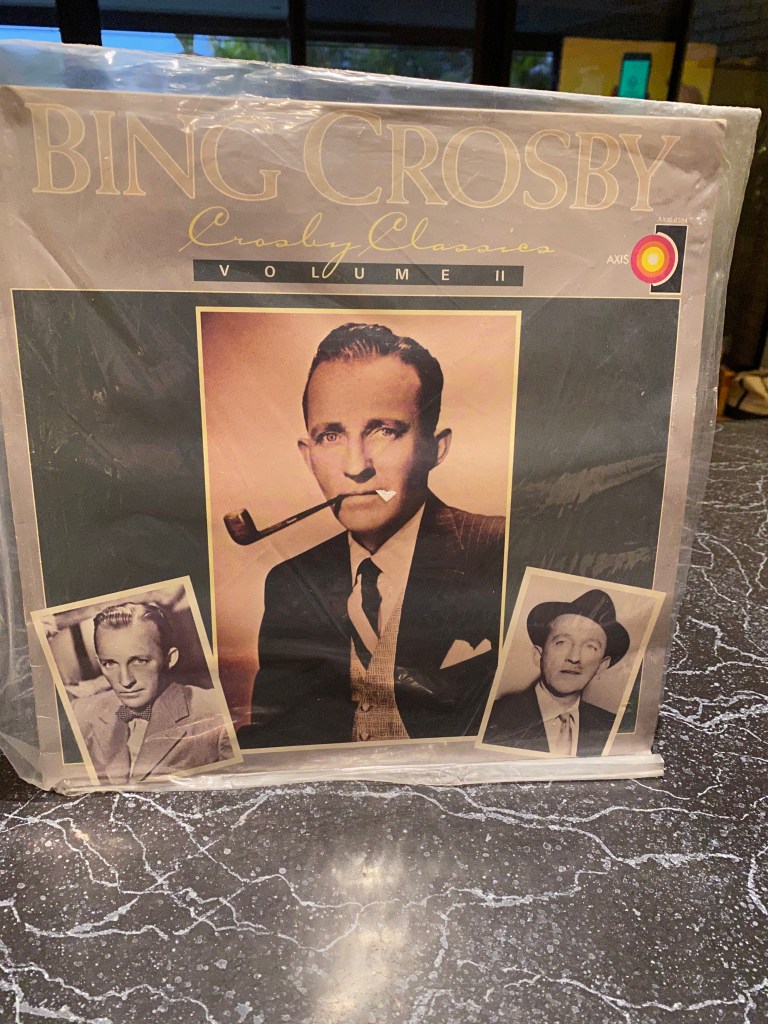 BING CROSBY
Crosby Classics
VOLUME II
AXIS